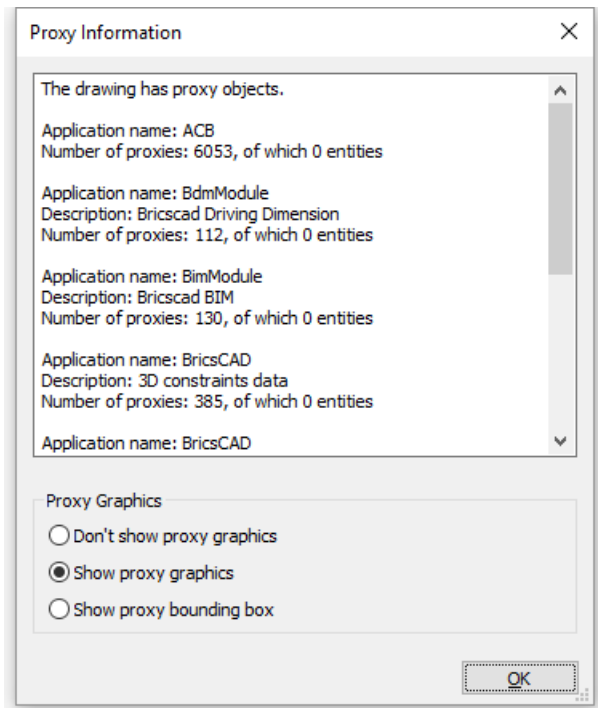 Proxy Information
The drawing has proxy objects.
Application name: ACB
Number of proxies: 6053, of which 0 entities
Application name: BdmModule
Description: Bricscad Driving Dimension
Number of proxies: 112, of which 0 entities
Application name: BimModule
Description: Bricscad BIM
Number of proxies: 130, of which 0 entities
Application name: BricsCAD
Description: 3D constraints data
Number of proxies: 385, of which 0 entities
Application name: BricsCAD
Proxy Graphics
Don't show proxy graphics
Show proxy graphics
Show proxy bounding box
OK